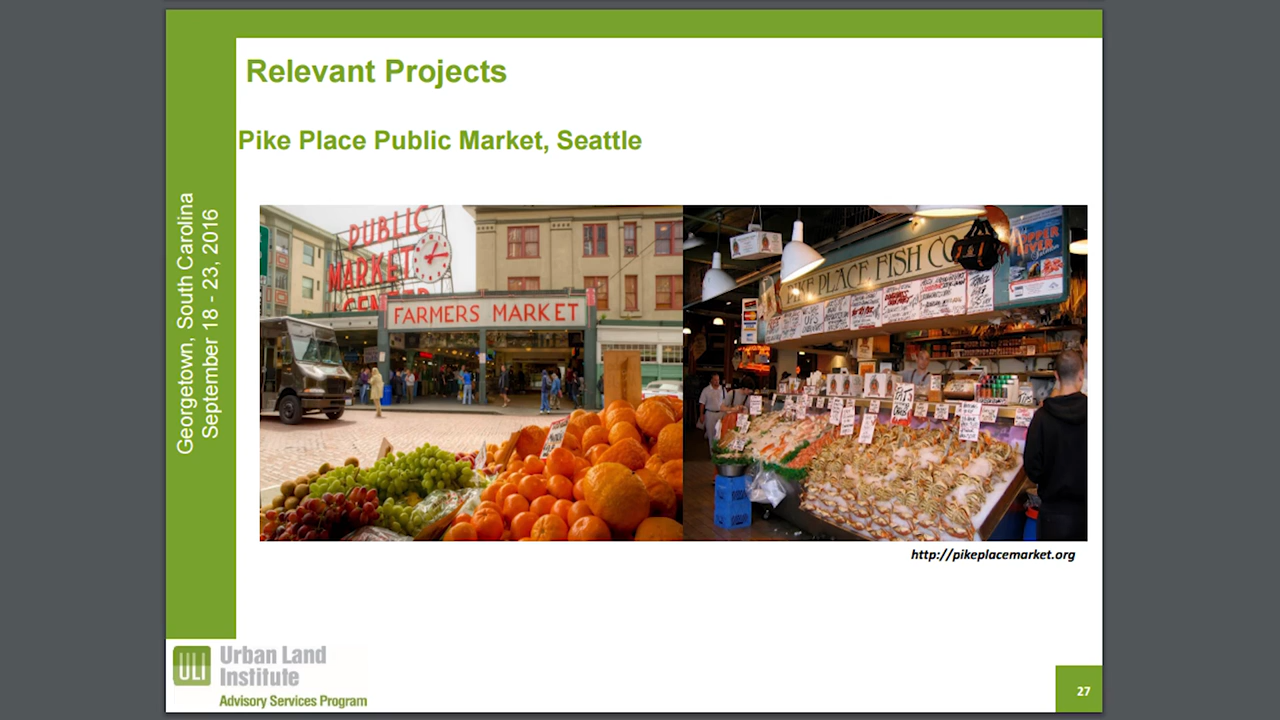 Relevant Projects
Pike Place Public Market, Seattle
Georgetown, South Carolina
September 18 - 23, 2016
PUBLIC
MARKET
CENTER
FARMERS MARKET
PIKE PLACE FISH CO
http://pikeplacemarket.org
ULI
Urban Land
Institute
Advisory Services Program
27